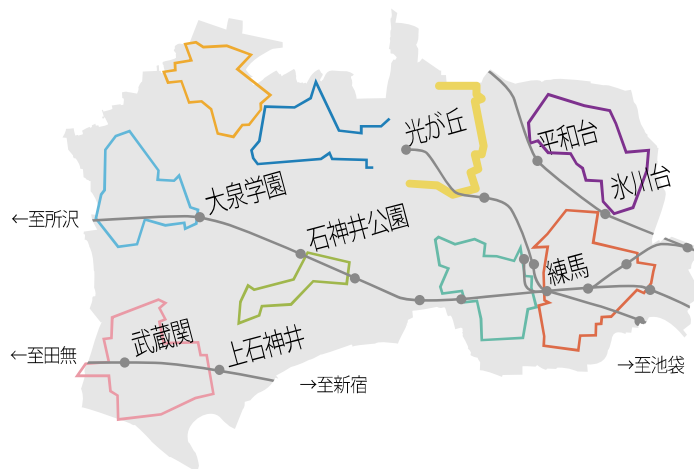 光が丘
平和台
氷川台
大泉学園
←至所沢
石神井公園
練馬
武蔵関
上石神井
←至田無
→至新宿
→至池袋